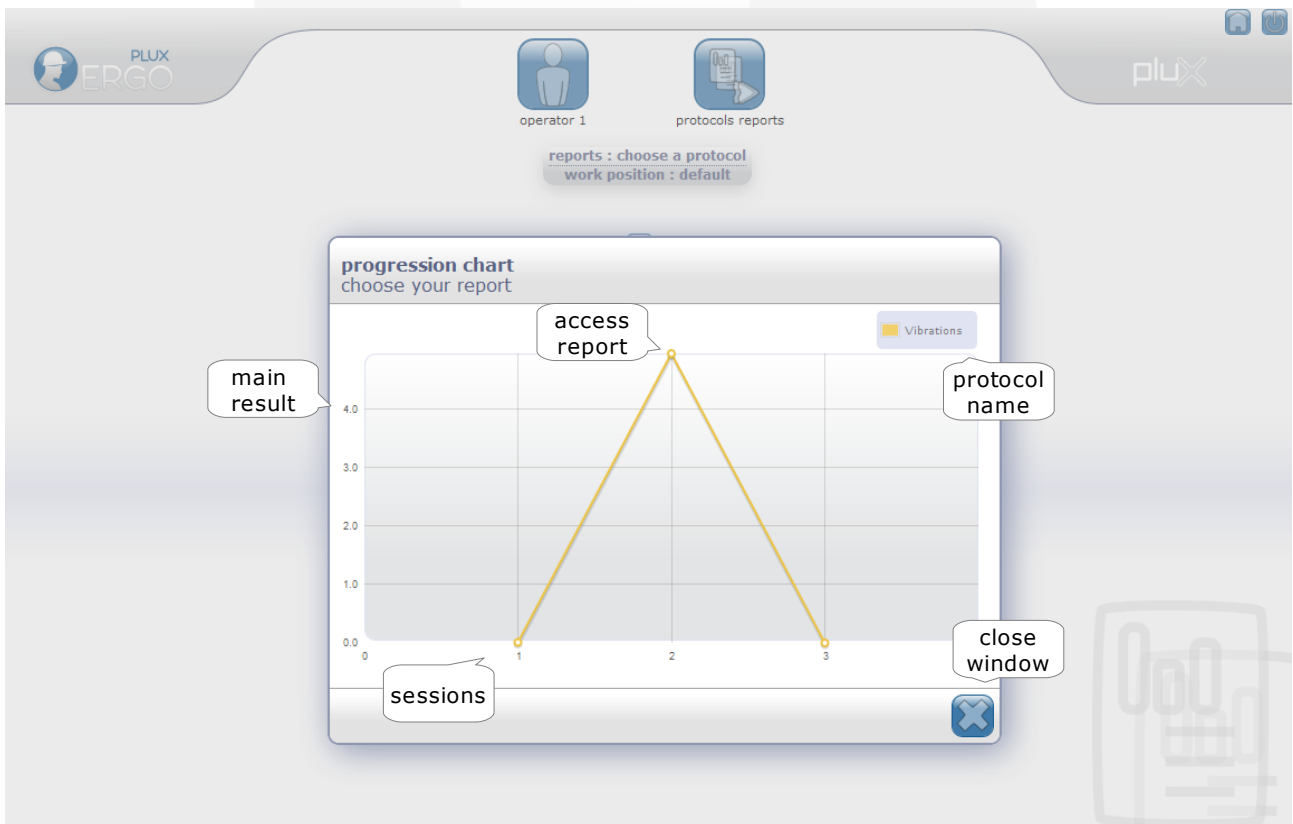 PLUX
ERGO
plux
operator 1
protocols reports
reports : choose a protocol
work position : default
progression chart
choose your report
access
report
Vibrations
main
result
protocol
name
4.0
3.0
2.0
1.0
0.0
0
1
2
3
close
window
sessions